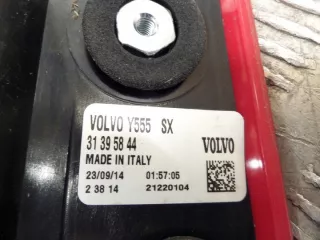 VOLVO Y555 SX
31 39 58 44 VOLVO
MADE IN ITALY
23/09/14 01:57:05
2 38 14 21220104